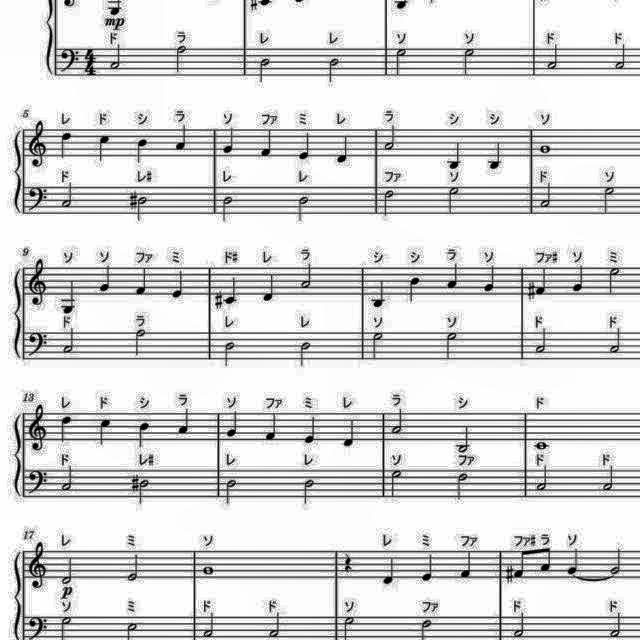 mp
ド ラ レ レ ソ ソ ド ド
4
4
5
レ ド シ ラ ソ ファ ミ レ ラ シ シ ソ
ド レ# レ レ ファ ソ ド ソ
9
ソ ソ ファ ミ ド# レ ラ シ シ ラ ソ ファ# ソ ミ
ド ラ レ レ ソ ソ ド ド
13
レ ド シ ラ ソ ファ ミ レ ラ シ ド
ド レ# レ レ ソ ファ ド ド
17
レ ミ ソ レ ミ ファ ファ# ラ ソ
p
ソ ミ ド ド ソ ファ ド ド